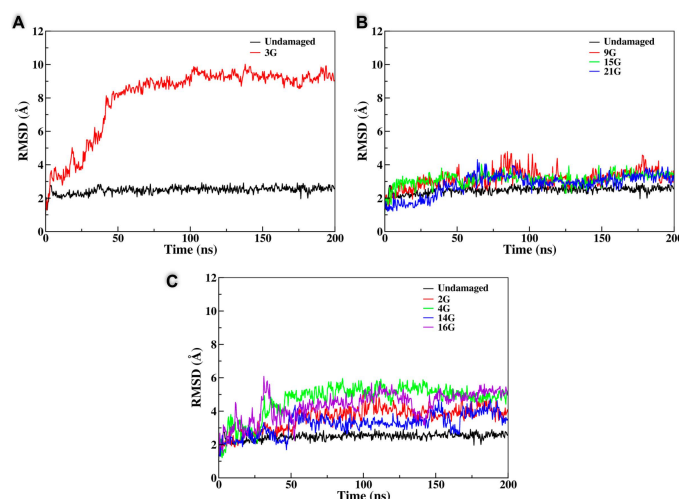 A
Undamaged
3G
RMSD (Å)
12
10
8
6
4
2
0
0 50 100 150 200
Time (ns)
B
Undamaged
9G
15G
21G
RMSD (Å)
12
10
8
6
4
2
0
0 50 100 150 200
Time (ns)
C
Undamaged
2G
4G
14G
16G
RMSD (Å)
12
10
8
6
4
2
0
0 50 100 150 200
Time (ns)